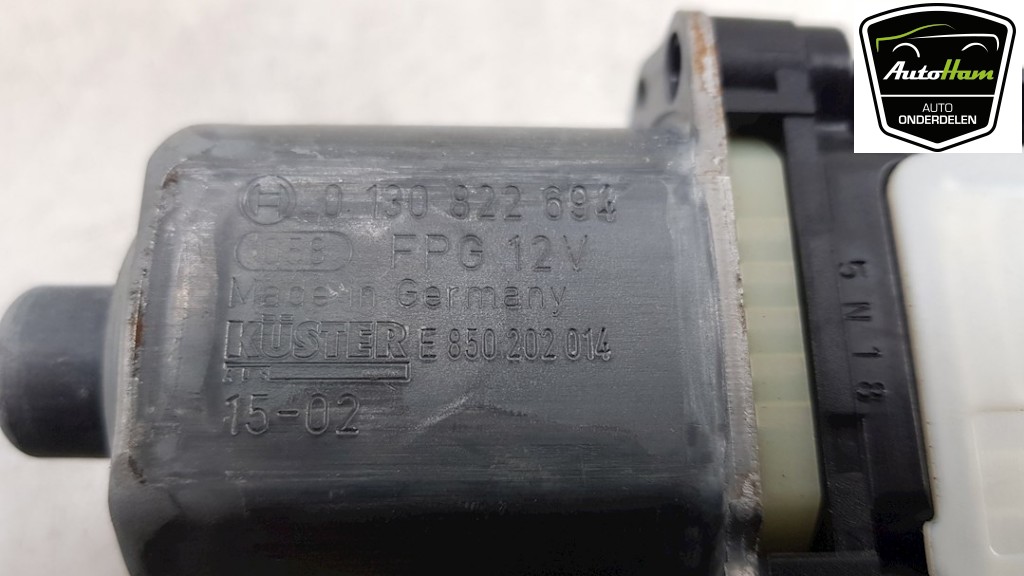 0 130 822 694
FPG 12V
Made in Germany
KÜSTER E 850 202 014
15-02
5N18
AutoHam
AUTO
ONDERDELEN